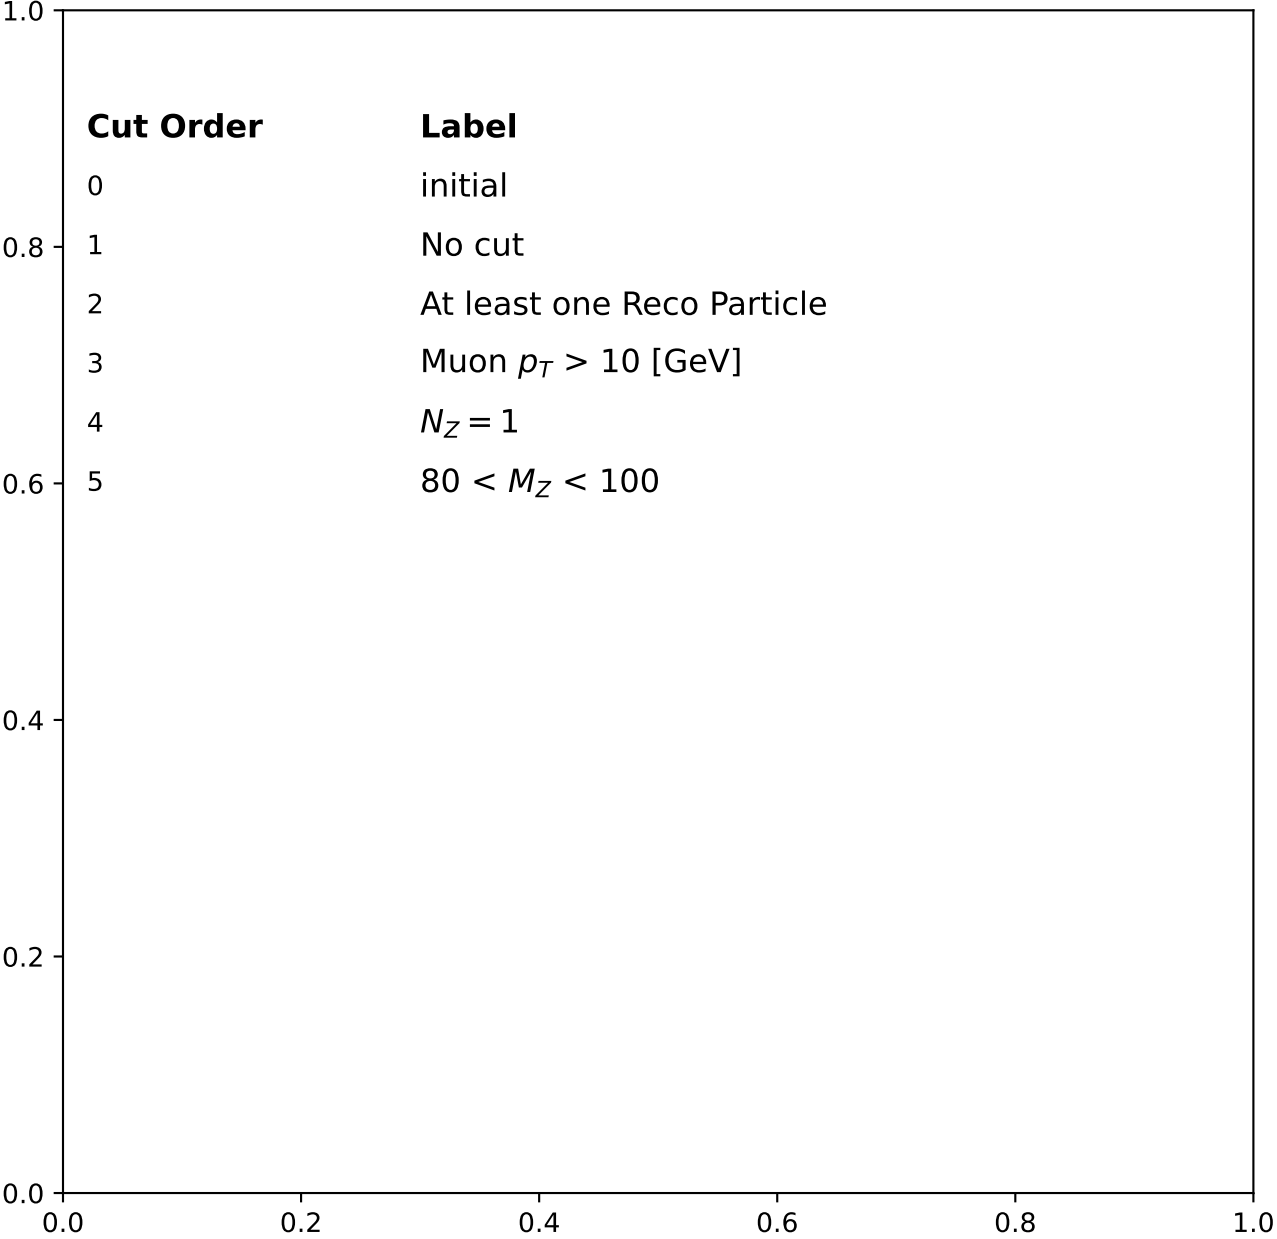 1.0
Cut Order Label
0 initial
0.8
1 No cut
2 At least one Reco Particle
3 Muon p_T > 10 [GeV]
4 N_Z = 1
0.6
5 80 < M_Z < 100
0.4
0.2
0.0
0.0 0.2 0.4 0.6 0.8 1.0